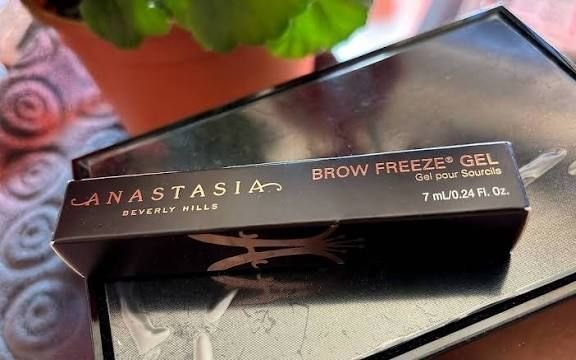 ANASTASIA
BEVERLY HILLS
BROW FREEZE® GEL
Gel pour Sourcils
7 mL/0.24 Fl. Oz.